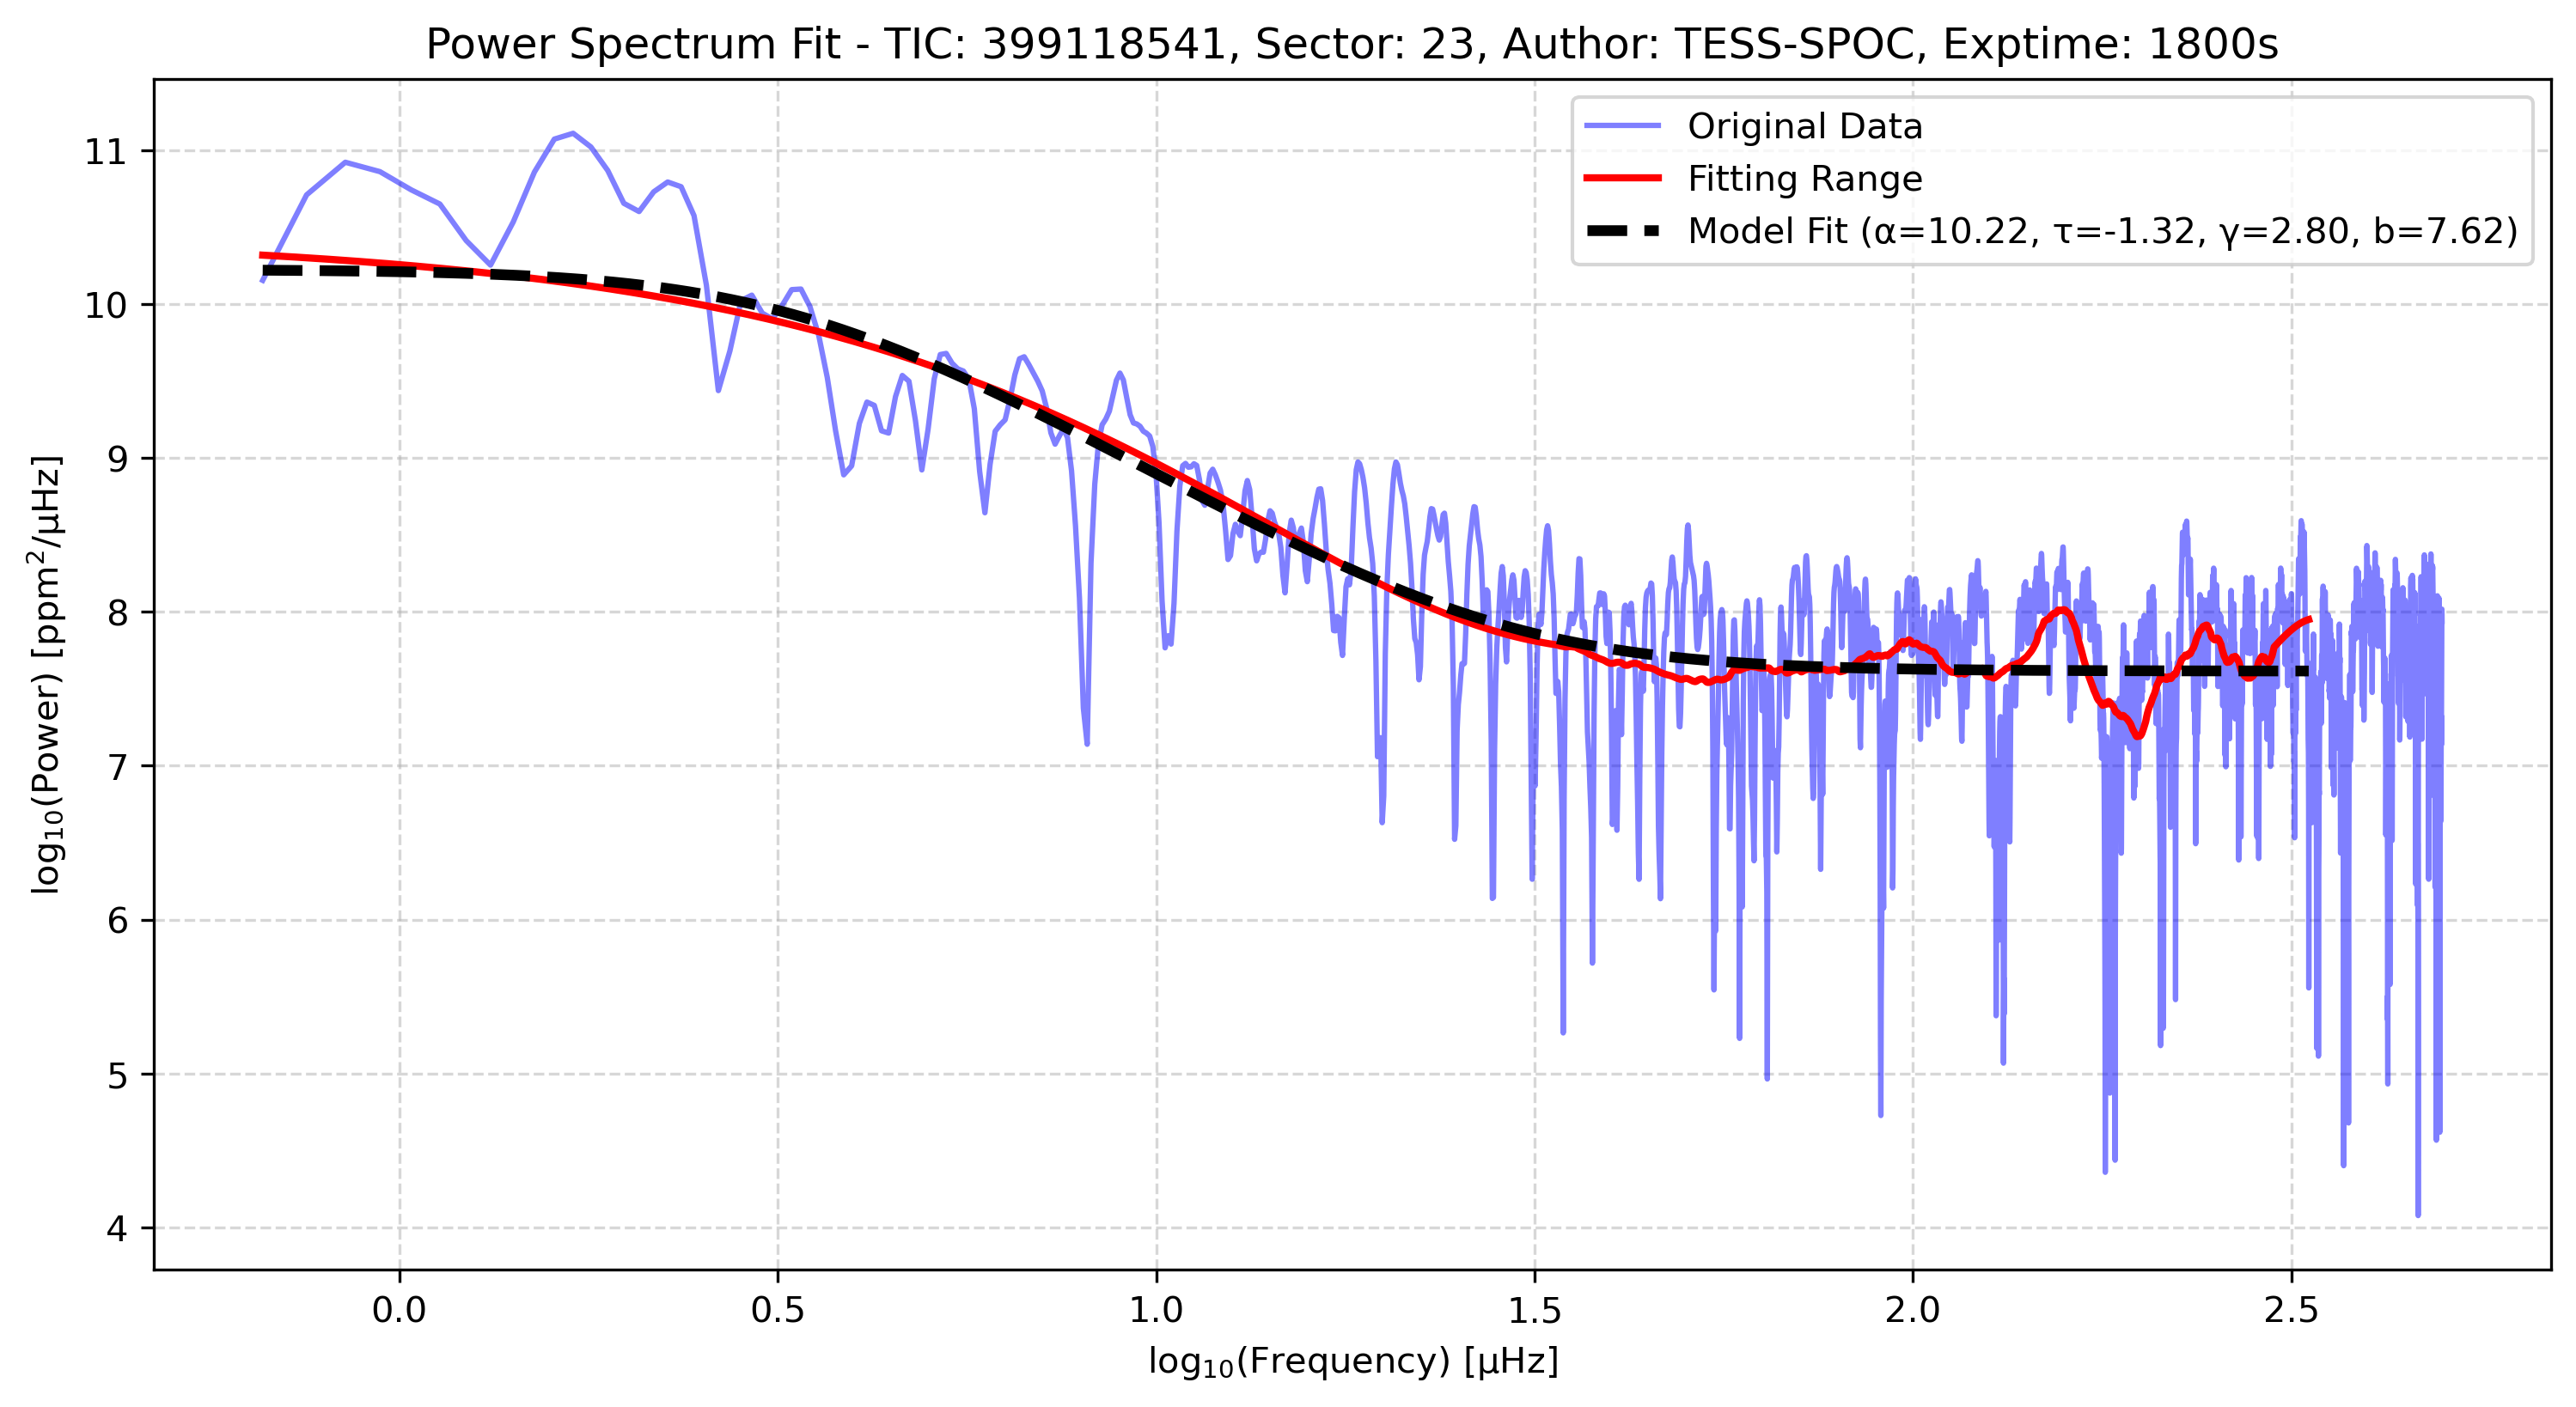 Power Spectrum Fit - TIC: 399118541, Sector: 23, Author: TESS-SPOC, Exptime: 1800s
Original Data
Fitting Range
Model Fit (α=10.22, τ=-1.32, γ=2.80, b=7.62)
log₁₀(Power) [ppm²/μHz]
11
10
9
8
7
6
5
4
0.0 0.5 1.0 1.5 2.0 2.5
log₁₀(Frequency) [μHz]